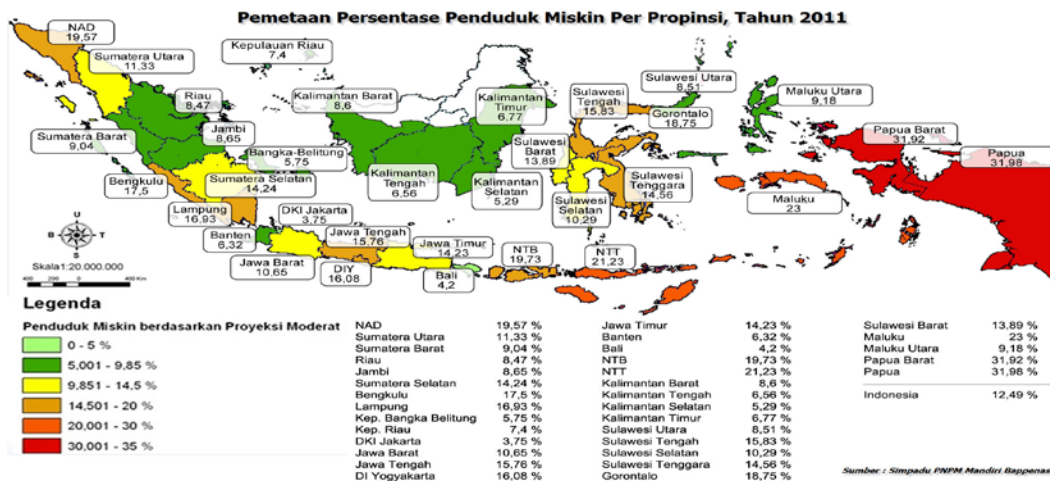 Pemetaan Persentase Penduduk Miskin Per Propinsi, Tahun 2011
NAD
19,57
Sumatera Utara
11,33
Kepulauan Riau
7,4
Riau
8,47
Kalimantan Barat
8,6
Kalimantan
Timur
6,77
Sulawesi
Tengah
15,83
Sulawesi Utara
8,51
Gorontalo
18,75
Maluku Utara
9,18
Papua Barat
31,92
Papua
31,98
Sumatera Barat
9,04
Jambi
8,65
Bangka-Belitung
5,75
Sulawesi
Barat
13,89
Bengkulu
17,5
Sumatera Selatan
14,24
Kalimantan
Tengah
6,56
Kalimantan
Selatan
5,29
Sulawesi
Tenggara
14,56
Sulawesi
Selatan
10,29
Maluku
23
Lampung
16,93
DKI Jakarta
3,75
Banten
6,32
Jawa Tengah
15,76
Jawa Timur
14,23
NTB
19,73
NTT
21,23
Jawa Barat
10,65
DIY
16,08
Bali
4,2
U
B
T
S
Skala1:20.000.000
400 200 0 400 Km
Legenda
Penduduk Miskin berdasarkan Proyeksi Moderat
0 - 5 %
5,001 - 9,85 %
9,851 - 14,5 %
14,501 - 20 %
20,001 - 30 %
30,001 - 35 %
NAD 19,57 %
Sumatera Utara 11,33 %
Sumatera Barat 9,04 %
Riau 8,47 %
Jambi 8,65 %
Sumatera Selatan 14,24 %
Bengkulu 17,5 %
Lampung 16,93 %
Kep. Bangka Belitung 5,75 %
Kep. Riau 7,4 %
DKI Jakarta 3,75 %
Jawa Barat 10,65 %
Jawa Tengah 15,76 %
DI Yogyakarta 16,08 %
Jawa Timur 14,23 %
Banten 6,32 %
Bali 4,2 %
NTB 19,73 %
NTT 21,23 %
Kalimantan Barat 8,6 %
Kalimantan Tengah 6,56 %
Kalimantan Selatan 5,29 %
Kalimantan Timur 6,77 %
Sulawesi Utara 8,51 %
Sulawesi Tengah 15,83 %
Sulawesi Selatan 10,29 %
Sulawesi Tenggara 14,56 %
Gorontalo 18,75 %
Sulawesi Barat 13,89 %
Maluku 23 %
Maluku Utara 9,18 %
Papua Barat 31,92 %
Papua 31,98 %
Indonesia 12,49 %
Sumber : Simpadu PNPM Mandiri Bappenas